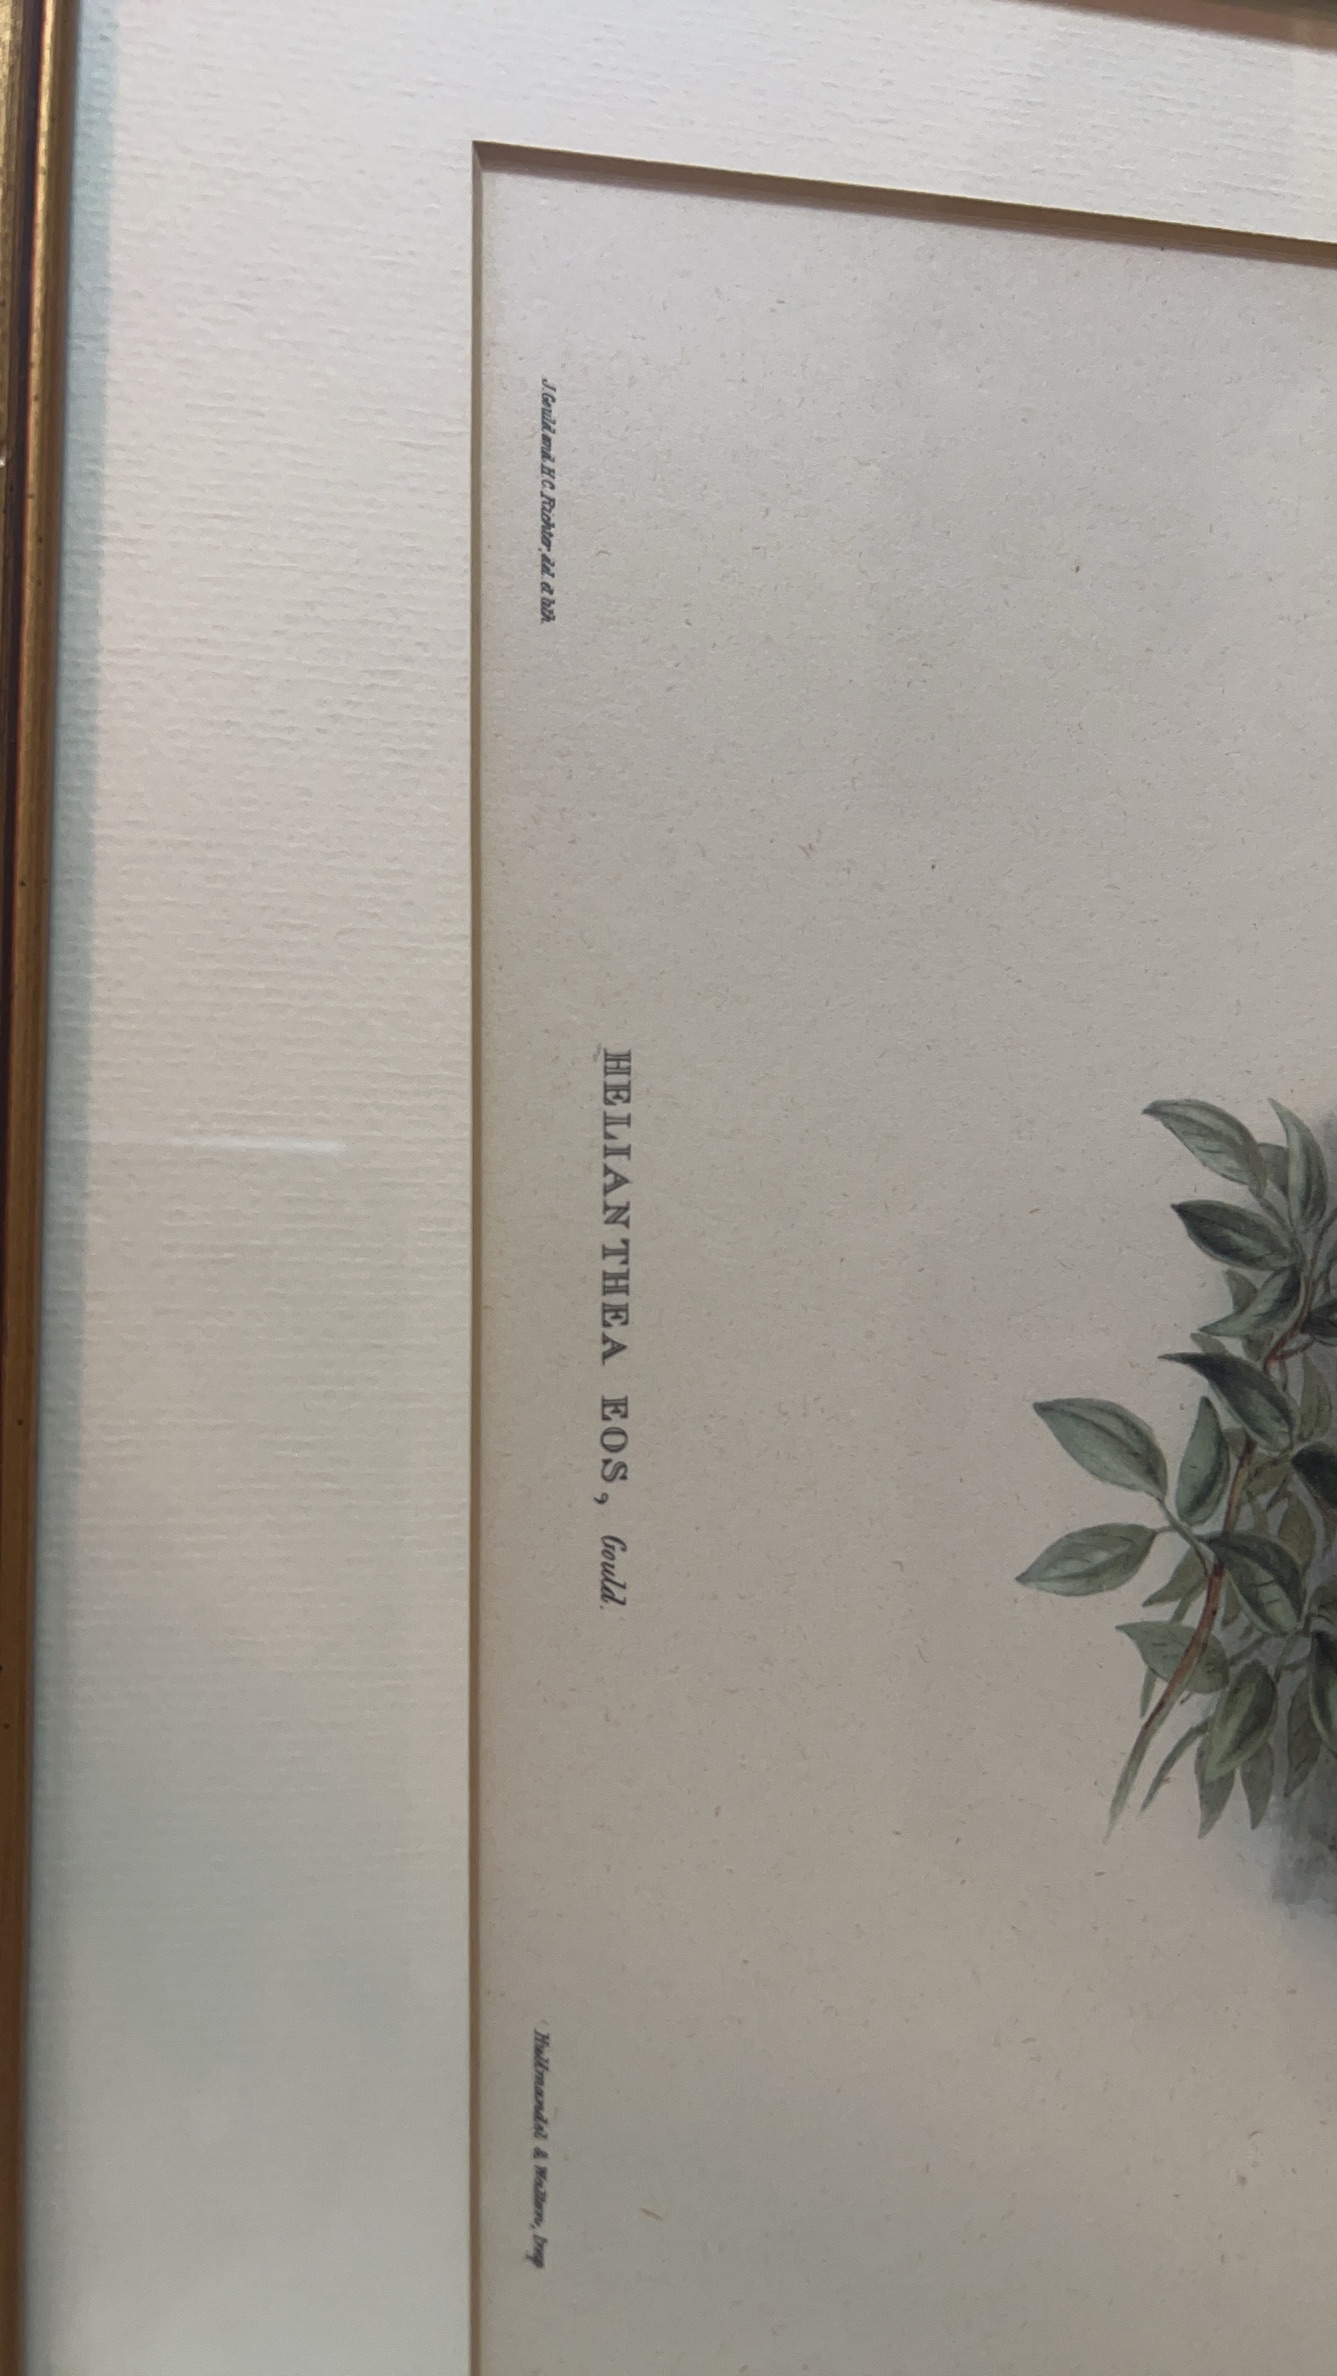 HELIANTHEA EOS, Gould.
J. Gould and H.C. Richter, del. et lith.
Hullmandel & Walton, Imp